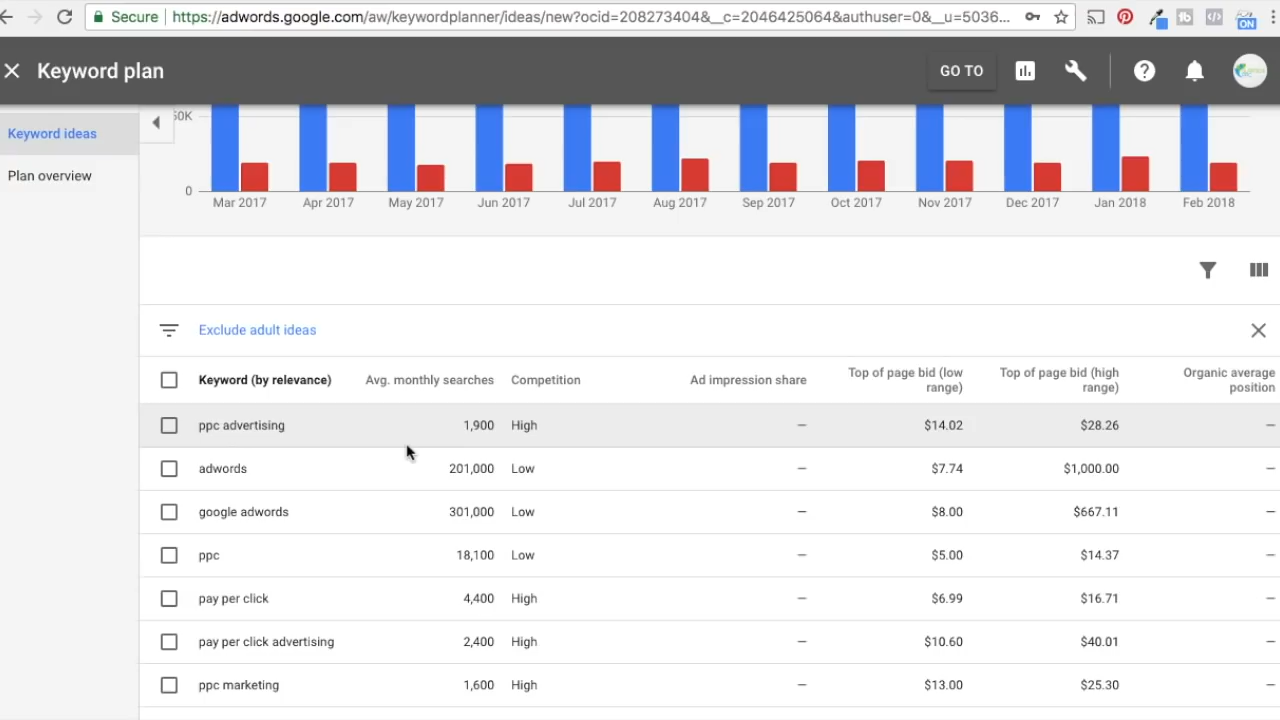 Secure https://adwords.google.com/aw/keywordplanner/ideas/new?ocid=208273404&__c=2046425064&authuser=0&__u=5036...
ON
Keyword plan GO TO
Keyword ideas
Plan overview
50K
0
Mar 2017 Apr 2017 May 2017 Jun 2017 Jul 2017 Aug 2017 Sep 2017 Oct 2017 Nov 2017 Dec 2017 Jan 2018 Feb 2018
Exclude adult ideas
Keyword (by relevance) Avg. monthly searches Competition Ad impression share Top of page bid (low range) Top of page bid (high range) Organic average position
ppc advertising 1,900 High – $14.02 $28.26 –
adwords 201,000 Low – $7.74 $1,000.00 –
google adwords 301,000 Low – $8.00 $667.11 –
ppc 18,100 Low – $5.00 $14.37 –
pay per click 4,400 High – $6.99 $16.71 –
pay per click advertising 2,400 High – $10.60 $40.01 –
ppc marketing 1,600 High – $13.00 $25.30 –